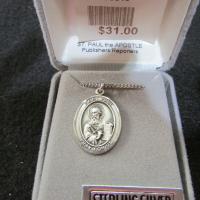 $31.00
ST. PAUL the APOSTLE
Publishers Reporters
STERLING SILVER